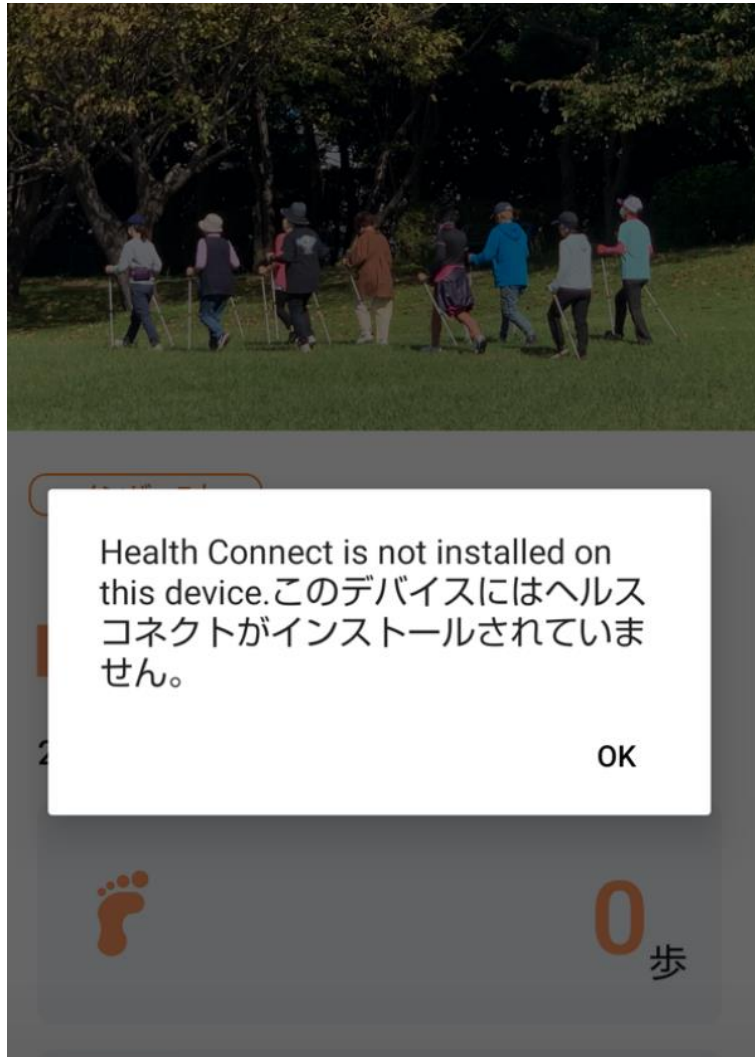 Health Connect is not installed on
this device.このデバイスにはヘルス
コネクトがインストールされていま
せん。
OK
2
0
歩